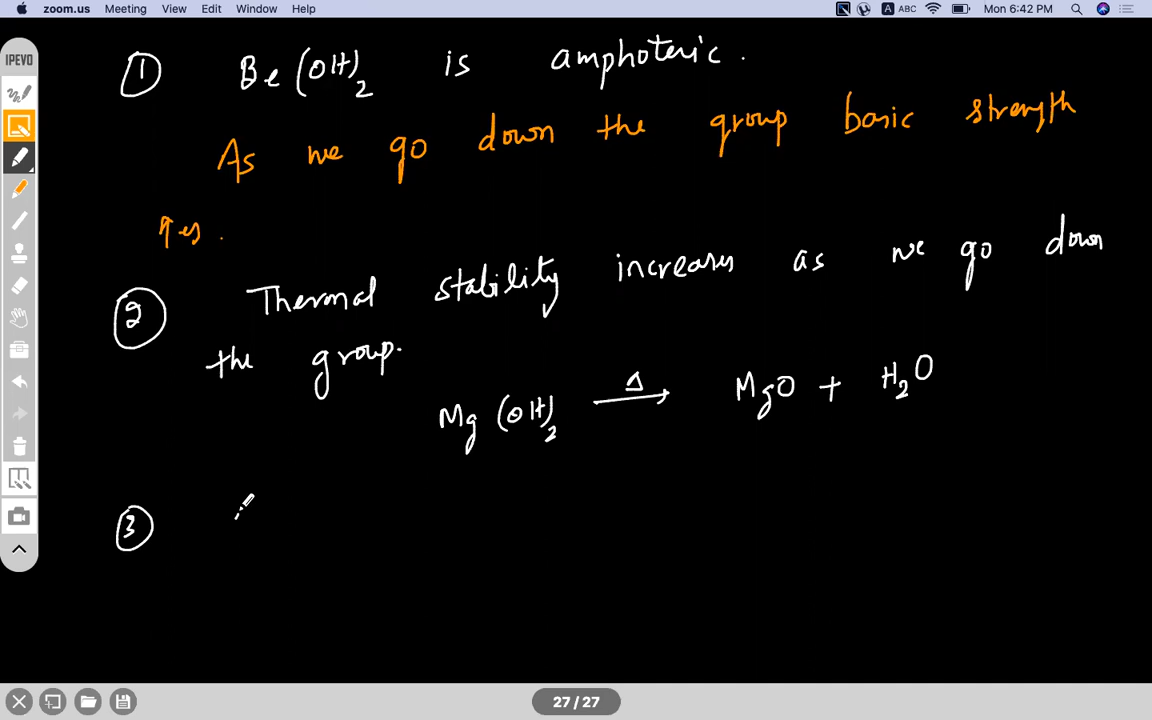 zoom.us Meeting View Edit Window Help ABC Mon 6:42 PM
IPEVO
① Be(OH)₂ is amphoteric.
As we go down the group basic strength
↑es.
② Thermal stability increases as we go down
the group.
Mg(OH)₂ —Δ→ MgO + H₂O
③
27/27